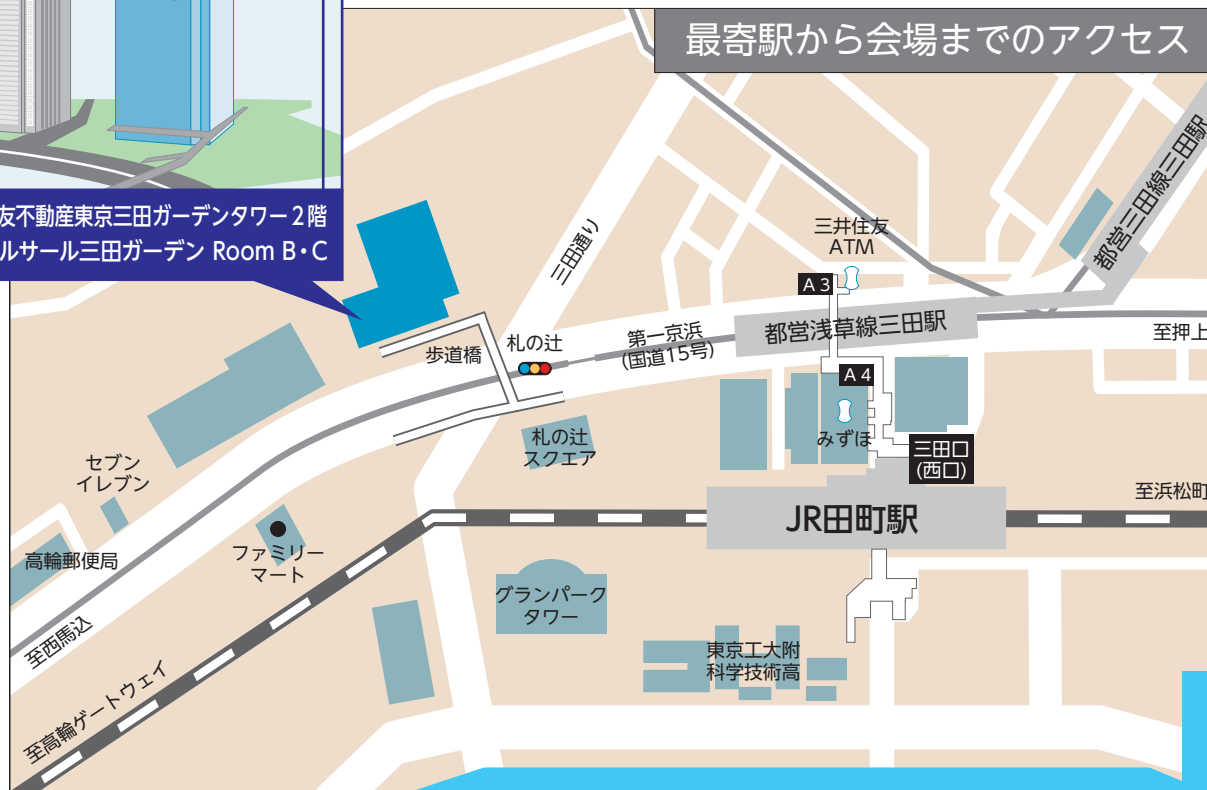 最寄駅から会場までのアクセス
友不動産東京三田ガーデンタワー2階
ルサール三田ガーデン Room B・C
三田通り
三井住友
ATM
都営三田線三田駅
A3
都営浅草線三田駅
第一京浜
(国道15号)
札の辻
歩道橋
至押上
A4
みずほ
三田口
(西口)
札の辻
スクエア
セブン
イレブン
至浜松町
JR田町駅
高輪郵便局
ファミリー
マート
グランパーク
タワー
至西馬込
東京工大附
科学技術高
至高輪ゲートウェイ